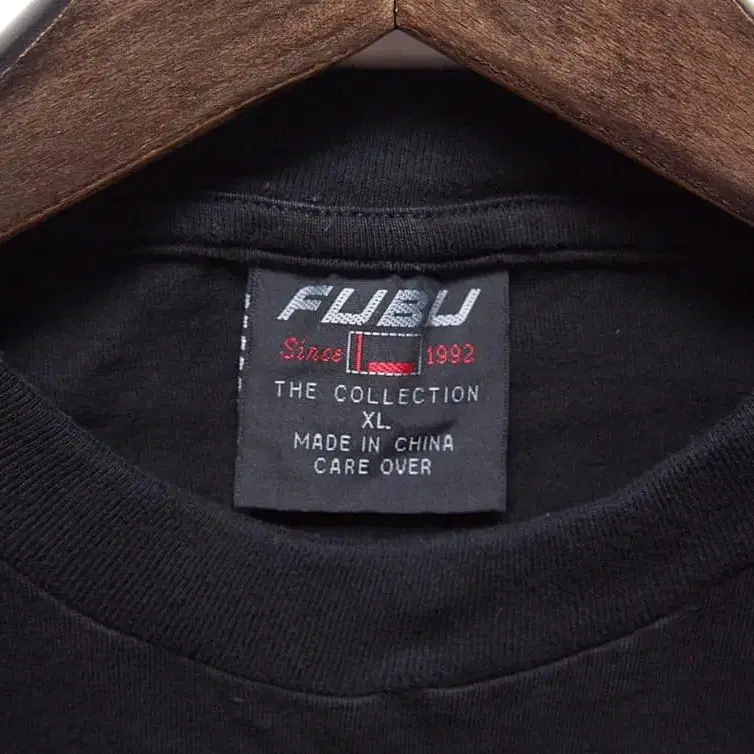 FUBU
Since 1992
THE COLLECTION
XL
MADE IN CHINA
CARE OVER